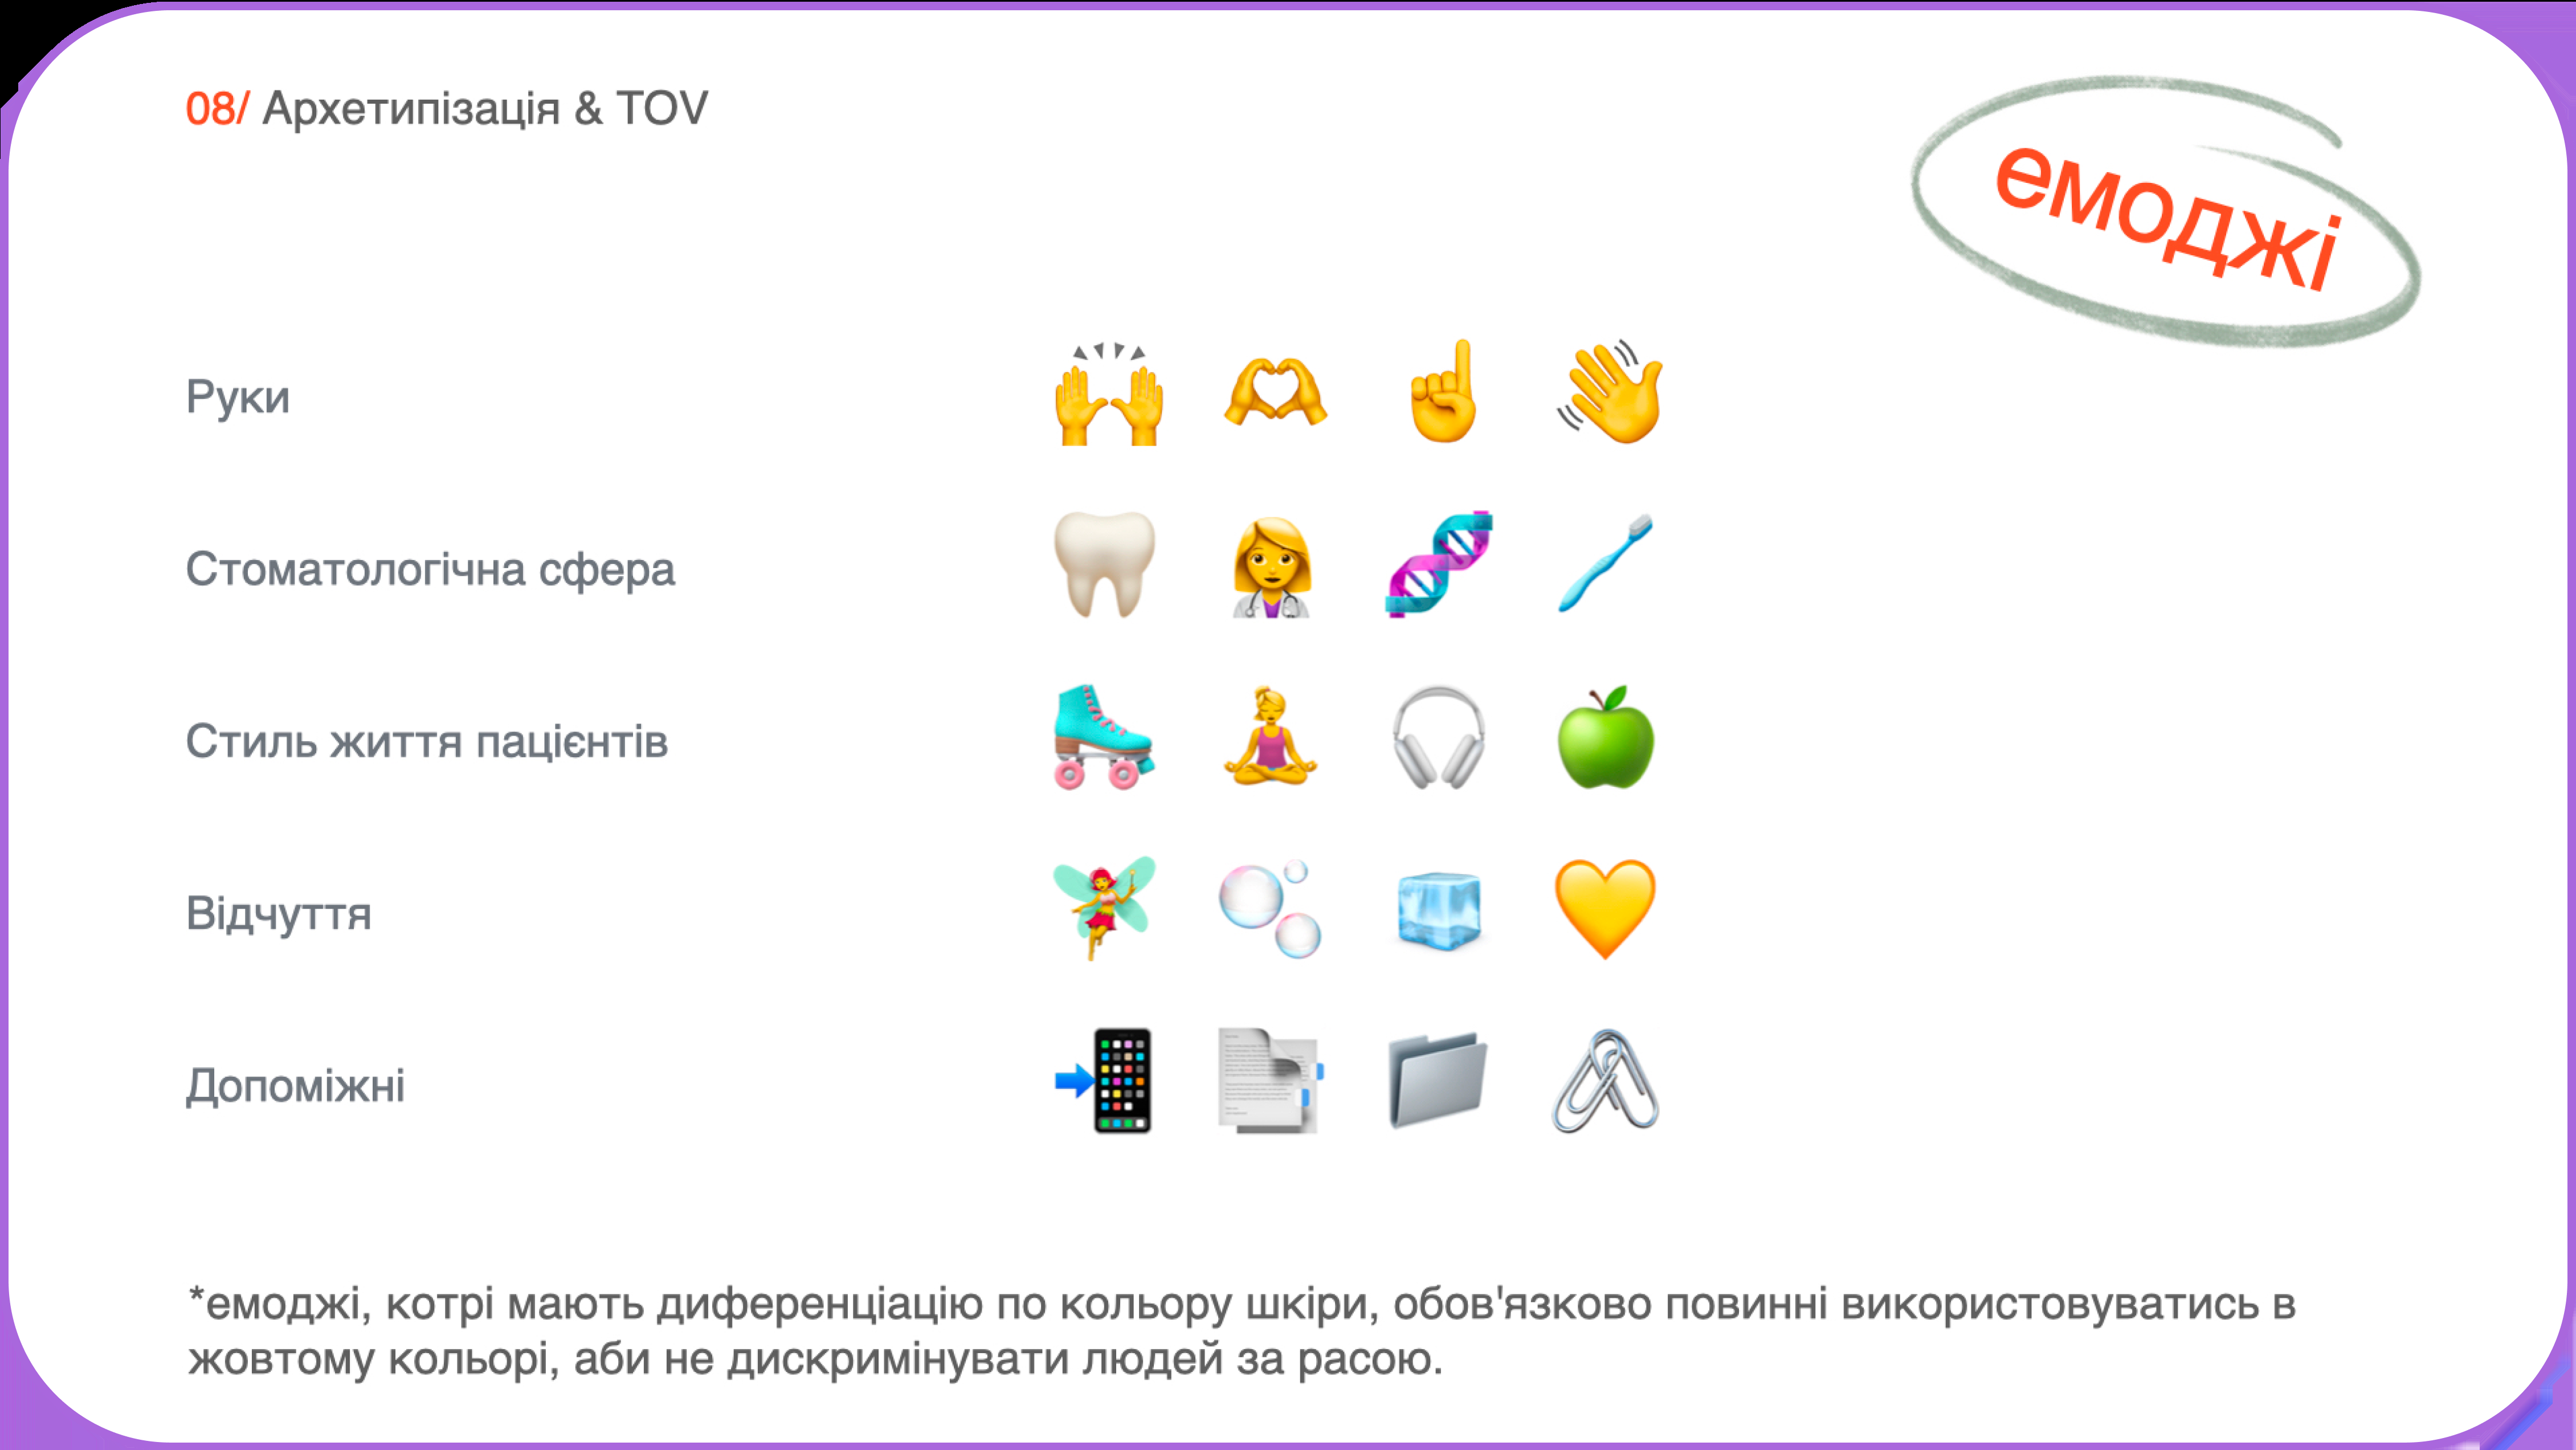 08/ Архетипізація & TOV
емоджі
Руки
Стоматологічна сфера
Стиль життя пацієнтів
Відчуття
Допоміжні
*емоджі, котрі мають диференціацію по кольору шкіри, обов'язково повинні використовуватись в
жовтому кольорі, аби не дискримінувати людей за расою.